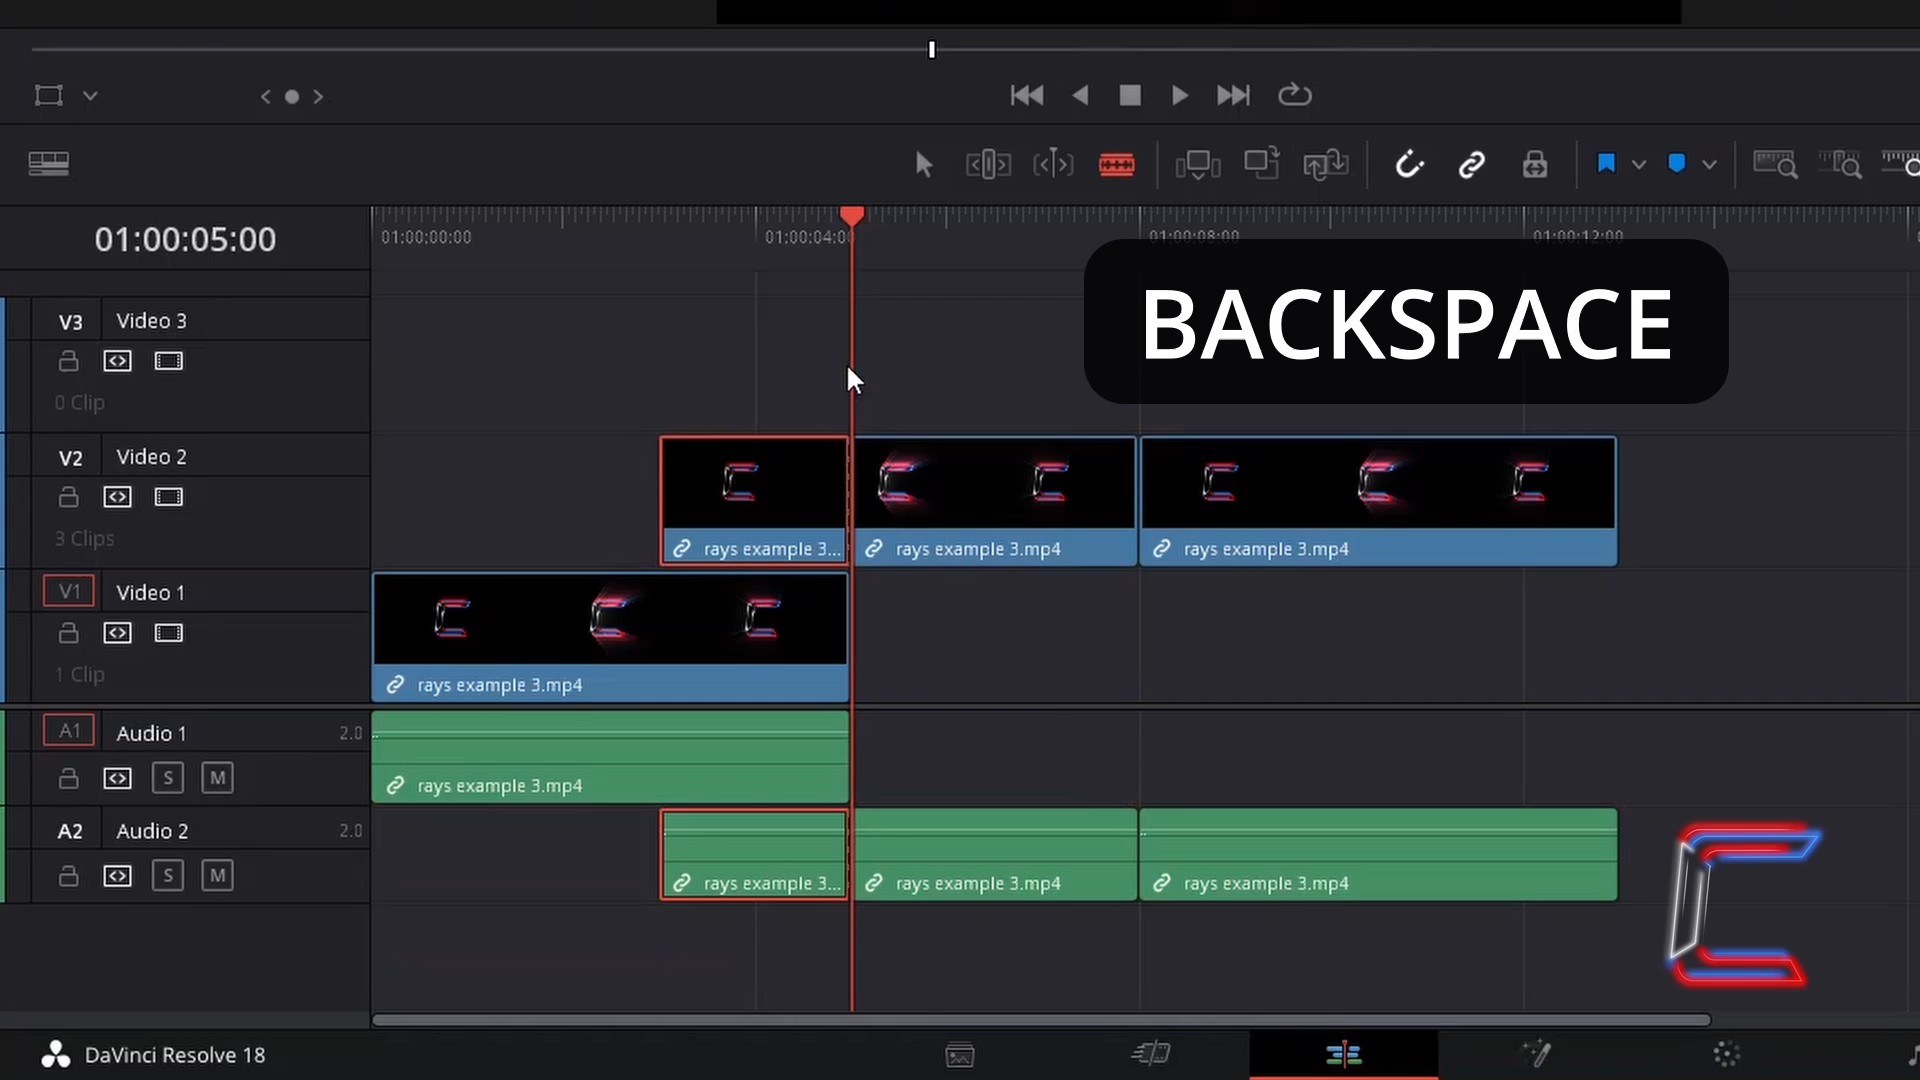 01:00:05:00
01:00:00:00
01:00:04:00
01:00:08:00
01:00:12:00
BACKSPACE
V3 Video 3
0 Clip
V2 Video 2
3 Clips
rays example 3...
rays example 3.mp4
rays example 3.mp4
V1 Video 1
1 Clip
rays example 3.mp4
A1 Audio 1 2.0
S M
rays example 3.mp4
A2 Audio 2 2.0
S M
rays example 3...
rays example 3.mp4
rays example 3.mp4
DaVinci Resolve 18